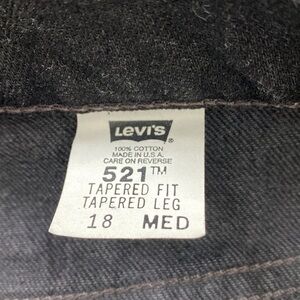 LEVI'S ®
100% COTTON
MADE IN U.S.A.
CARE ON REVERSE
521™
TAPERED FIT
TAPERED LEG
18 MED